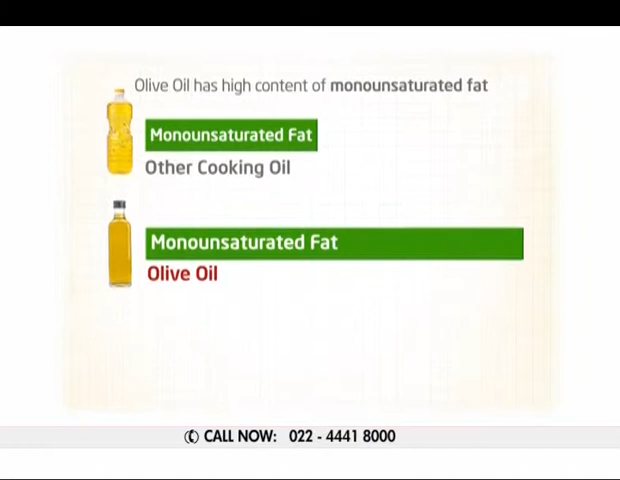 Olive Oil has high content of monounsaturated fat
Monounsaturated Fat
Other Cooking Oil
Monounsaturated Fat
Olive Oil
✆ CALL NOW: 022 - 4441 8000